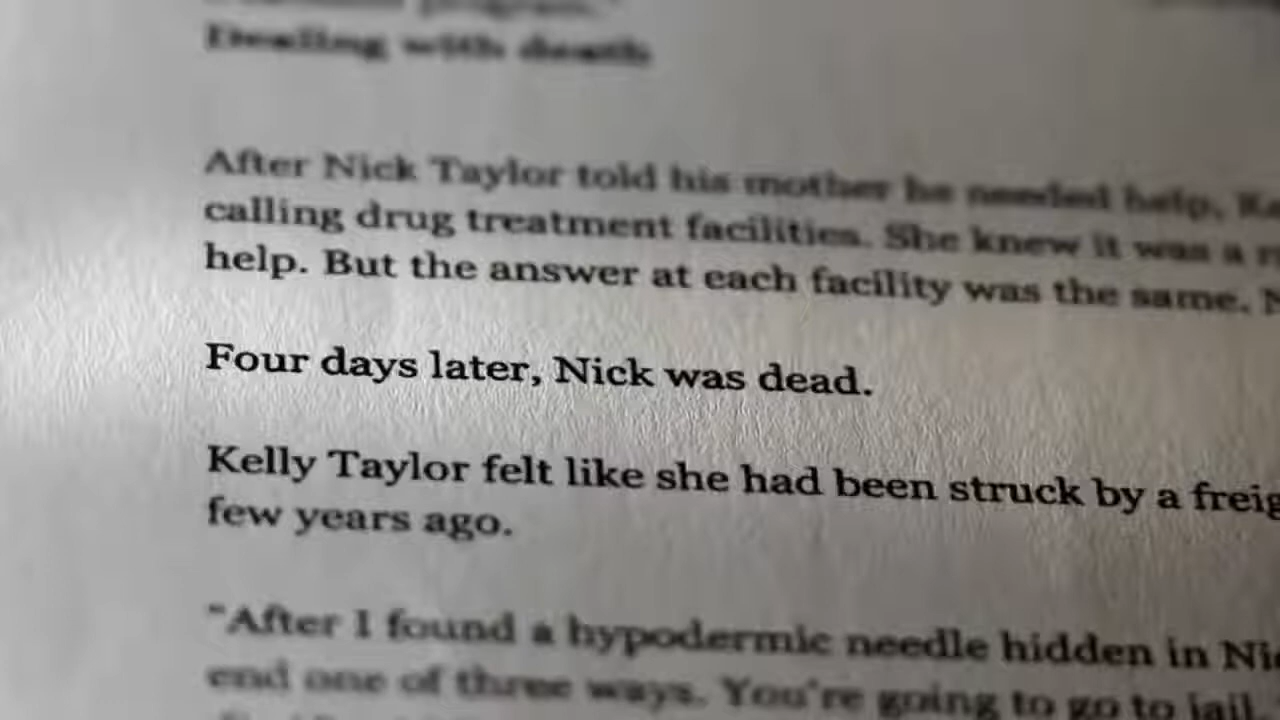 Dealing with death
After Nick Taylor told his mother he needed help,
calling drug treatment facilities. She knew it was a
help. But the answer at each facility was the same.
Four days later, Nick was dead.
Kelly Taylor felt like she had been struck by a freig
few years ago.
"After I found a hypodermic needle hidden in Ni
end one of three ways. You're going to go to jail.